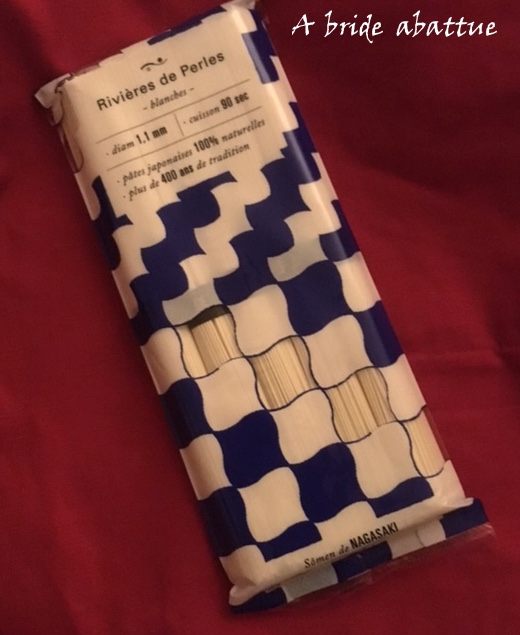 A bride abattue
Rivières de Perles
- blanches -
· diam 1,1 mm
· cuisson 90 sec
· pâtes japonaises 100% naturelles
· plus de 400 ans de tradition
Sômen de NAGASAKI